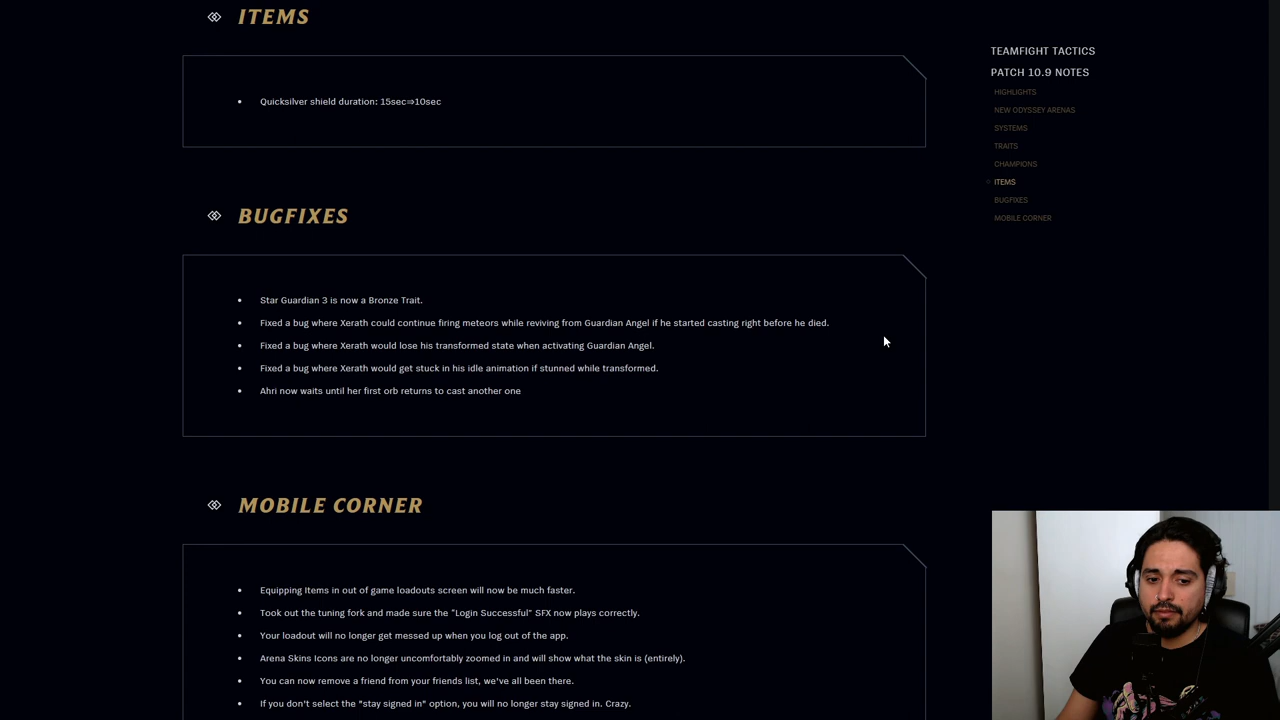 ITEMS
Quicksilver shield duration: 15sec⇒10sec
BUGFIXES
Star Guardian 3 is now a Bronze Trait.
Fixed a bug where Xerath could continue firing meteors while reviving from Guardian Angel if he started casting right before he died.
Fixed a bug where Xerath would lose his transformed state when activating Guardian Angel.
Fixed a bug where Xerath would get stuck in his idle animation if stunned while transformed.
Ahri now waits until her first orb returns to cast another one
MOBILE CORNER
Equipping Items in out of game loadouts screen will now be much faster.
Took out the tuning fork and made sure the "Login Successful" SFX now plays correctly.
Your loadout will no longer get messed up when you log out of the app.
Arena Skins Icons are no longer uncomfortably zoomed in and will show what the skin is (entirely).
You can now remove a friend from your friends list, we've all been there.
If you don't select the "stay signed in" option, you will no longer stay signed in. Crazy.
TEAMFIGHT TACTICS
PATCH 10.9 NOTES
HIGHLIGHTS
NEW ODYSSEY ARENAS
SYSTEMS
TRAITS
CHAMPIONS
ITEMS
BUGFIXES
MOBILE CORNER